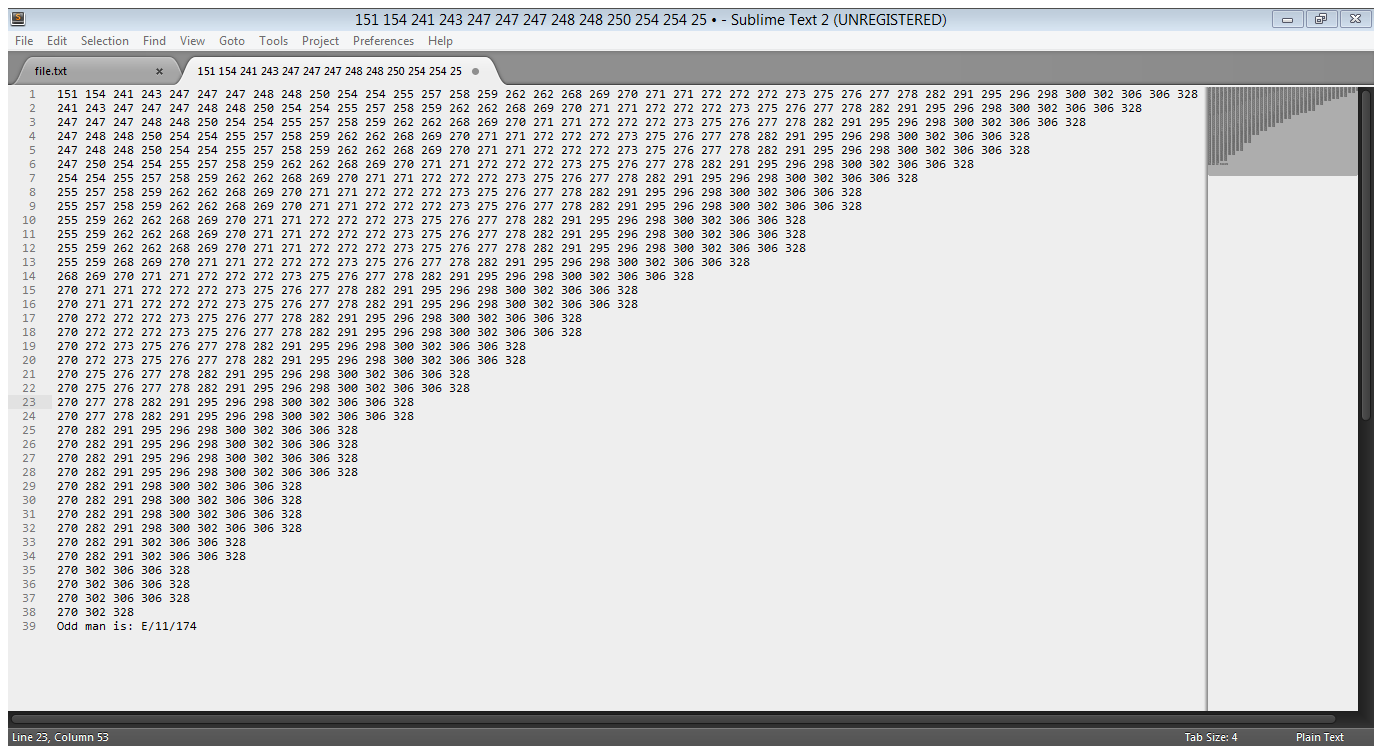 151 154 241 243 247 247 247 248 248 250 254 254 25 • - Sublime Text 2 (UNREGISTERED)
File Edit Selection Find View Goto Tools Project Preferences Help
file.txt × 151 154 241 243 247 247 247 248 248 250 254 254 25
1 151 154 241 243 247 247 247 248 248 250 254 254 255 257 258 259 262 262 268 269 270 271 271 272 272 272 273 275 276 277 278 282 291 295 296 298 300 302 306 306 328
2 241 243 247 247 247 248 248 250 254 254 255 257 258 259 262 262 268 269 270 271 271 272 272 272 273 275 276 277 278 282 291 295 296 298 300 302 306 306 328
3 247 247 247 248 248 250 254 254 255 257 258 259 262 262 268 269 270 271 271 272 272 272 273 275 276 277 278 282 291 295 296 298 300 302 306 306 328
4 247 248 248 250 254 254 255 257 258 259 262 262 268 269 270 271 271 272 272 272 273 275 276 277 278 282 291 295 296 298 300 302 306 306 328
5 247 248 248 250 254 254 255 257 258 259 262 262 268 269 270 271 271 272 272 272 273 275 276 277 278 282 291 295 296 298 300 302 306 306 328
6 247 250 254 254 255 257 258 259 262 262 268 269 270 271 271 272 272 272 273 275 276 277 278 282 291 295 296 298 300 302 306 306 328
7 254 254 255 257 258 259 262 262 268 269 270 271 271 272 272 272 273 275 276 277 278 282 291 295 296 298 300 302 306 306 328
8 255 257 258 259 262 262 268 269 270 271 271 272 272 272 273 275 276 277 278 282 291 295 296 298 300 302 306 306 328
9 255 257 258 259 262 262 268 269 270 271 271 272 272 272 273 275 276 277 278 282 291 295 296 298 300 302 306 306 328
10 255 259 262 262 268 269 270 271 271 272 272 272 273 275 276 277 278 282 291 295 296 298 300 302 306 306 328
11 255 259 262 262 268 269 270 271 271 272 272 272 273 275 276 277 278 282 291 295 296 298 300 302 306 306 328
12 255 259 262 262 268 269 270 271 271 272 272 272 273 275 276 277 278 282 291 295 296 298 300 302 306 306 328
13 255 259 268 269 270 271 271 272 272 272 273 275 276 277 278 282 291 295 296 298 300 302 306 306 328
14 268 269 270 271 271 272 272 272 273 275 276 277 278 282 291 295 296 298 300 302 306 306 328
15 270 271 271 272 272 272 273 275 276 277 278 282 291 295 296 298 300 302 306 306 328
16 270 271 271 272 272 272 273 275 276 277 278 282 291 295 296 298 300 302 306 306 328
17 270 272 272 272 273 275 276 277 278 282 291 295 296 298 300 302 306 306 328
18 270 272 272 272 273 275 276 277 278 282 291 295 296 298 300 302 306 306 328
19 270 272 273 275 276 277 278 282 291 295 296 298 300 302 306 306 328
20 270 272 273 275 276 277 278 282 291 295 296 298 300 302 306 306 328
21 270 275 276 277 278 282 291 295 296 298 300 302 306 306 328
22 270 275 276 277 278 282 291 295 296 298 300 302 306 306 328
23 270 277 278 282 291 295 296 298 300 302 306 306 328
24 270 277 278 282 291 295 296 298 300 302 306 306 328
25 270 282 291 295 296 298 300 302 306 306 328
26 270 282 291 295 296 298 300 302 306 306 328
27 270 282 291 295 296 298 300 302 306 306 328
28 270 282 291 295 296 298 300 302 306 306 328
29 270 282 291 298 300 302 306 306 328
30 270 282 291 298 300 302 306 306 328
31 270 282 291 298 300 302 306 306 328
32 270 282 291 298 300 302 306 306 328
33 270 282 291 302 306 306 328
34 270 282 291 302 306 306 328
35 270 302 306 306 328
36 270 302 306 306 328
37 270 302 306 306 328
38 270 302 328
39 Odd man is: E/11/174
Line 23, Column 53 Tab Size: 4 Plain Text